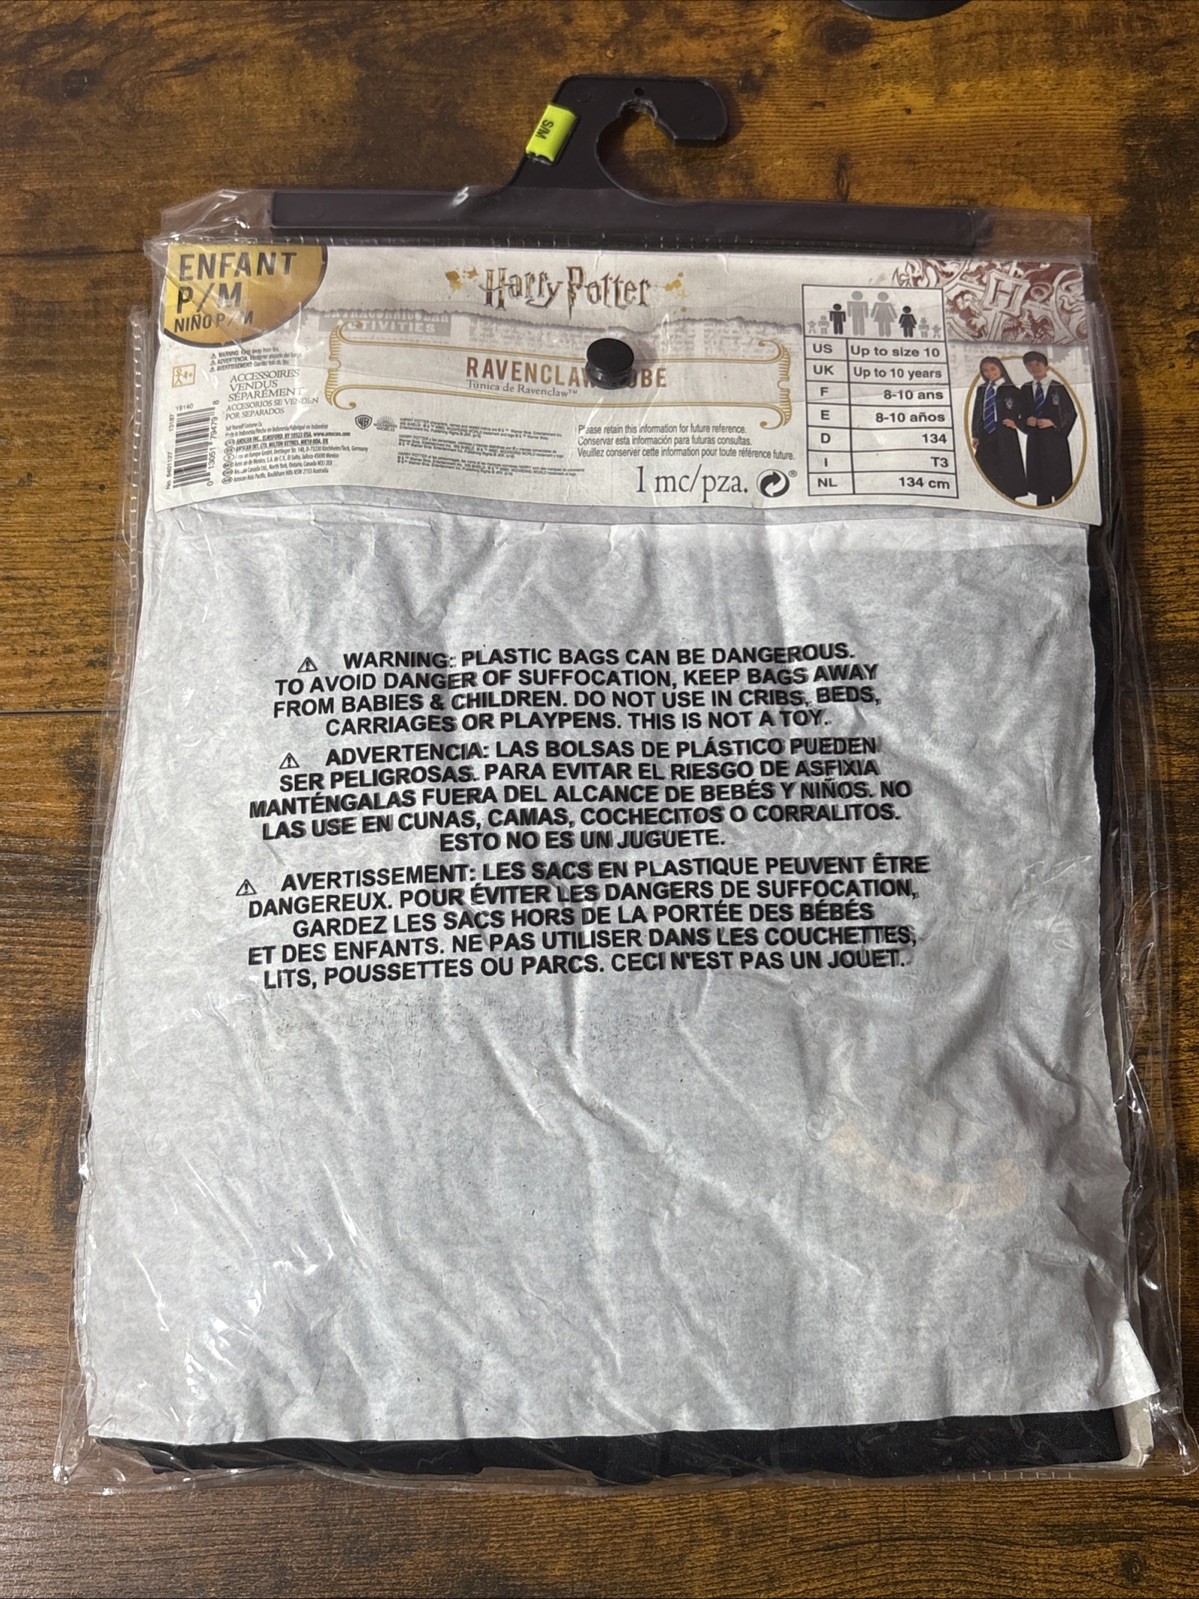 S/M
ENFANT
P/M
NIÑO P/M
Harry Potter
RAVENCLAW ROBE
Túnica de Ravenclaw™
ACCESSOIRES
VENDUS
SÉPARÉMENT
ACCESORIOS SE VENDEN
POR SEPARADOS
4+
Please retain this information for future reference.
Conservar esta información para futuras consultas.
Veuillez conserver cette information pour toute référence future.
1 mc/pza.
US Up to size 10
UK Up to 10 years
F 8-10 ans
E 8-10 años
D 134
I T3
NL 134 cm
WARNING: PLASTIC BAGS CAN BE DANGEROUS.
TO AVOID DANGER OF SUFFOCATION, KEEP BAGS AWAY
FROM BABIES & CHILDREN. DO NOT USE IN CRIBS, BEDS,
CARRIAGES OR PLAYPENS. THIS IS NOT A TOY.
ADVERTENCIA: LAS BOLSAS DE PLÁSTICO PUEDEN
SER PELIGROSAS. PARA EVITAR EL RIESGO DE ASFIXIA
MANTÉNGALAS FUERA DEL ALCANCE DE BEBÉS Y NIÑOS. NO
LAS USE EN CUNAS, CAMAS, COCHECITOS O CORRALITOS.
ESTO NO ES UN JUGUETE.
AVERTISSEMENT: LES SACS EN PLASTIQUE PEUVENT ÊTRE
DANGEREUX. POUR ÉVITER LES DANGERS DE SUFFOCATION,
GARDEZ LES SACS HORS DE LA PORTÉE DES BÉBÉS
ET DES ENFANTS. NE PAS UTILISER DANS LES COUCHETTES,
LITS, POUSSETTES OU PARCS. CECI N'EST PAS UN JOUET.